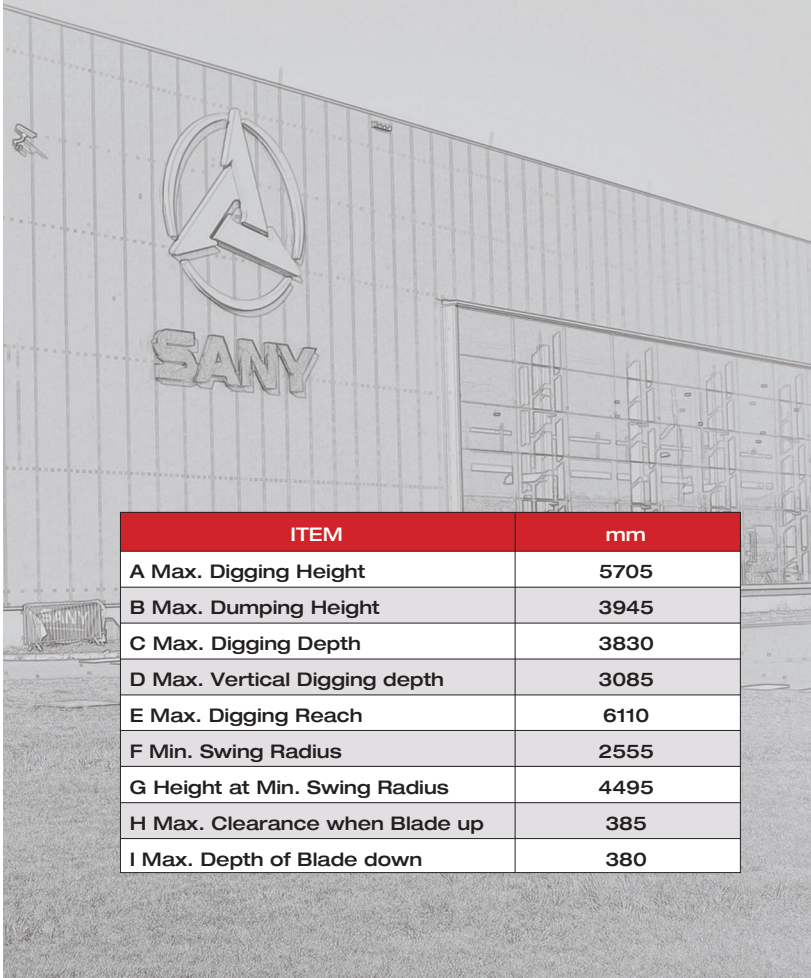 SANY
SANY
ITEM mm
A Max. Digging Height 5705
B Max. Dumping Height 3945
C Max. Digging Depth 3830
D Max. Vertical Digging depth 3085
E Max. Digging Reach 6110
F Min. Swing Radius 2555
G Height at Min. Swing Radius 4495
H Max. Clearance when Blade up 385
I Max. Depth of Blade down 380